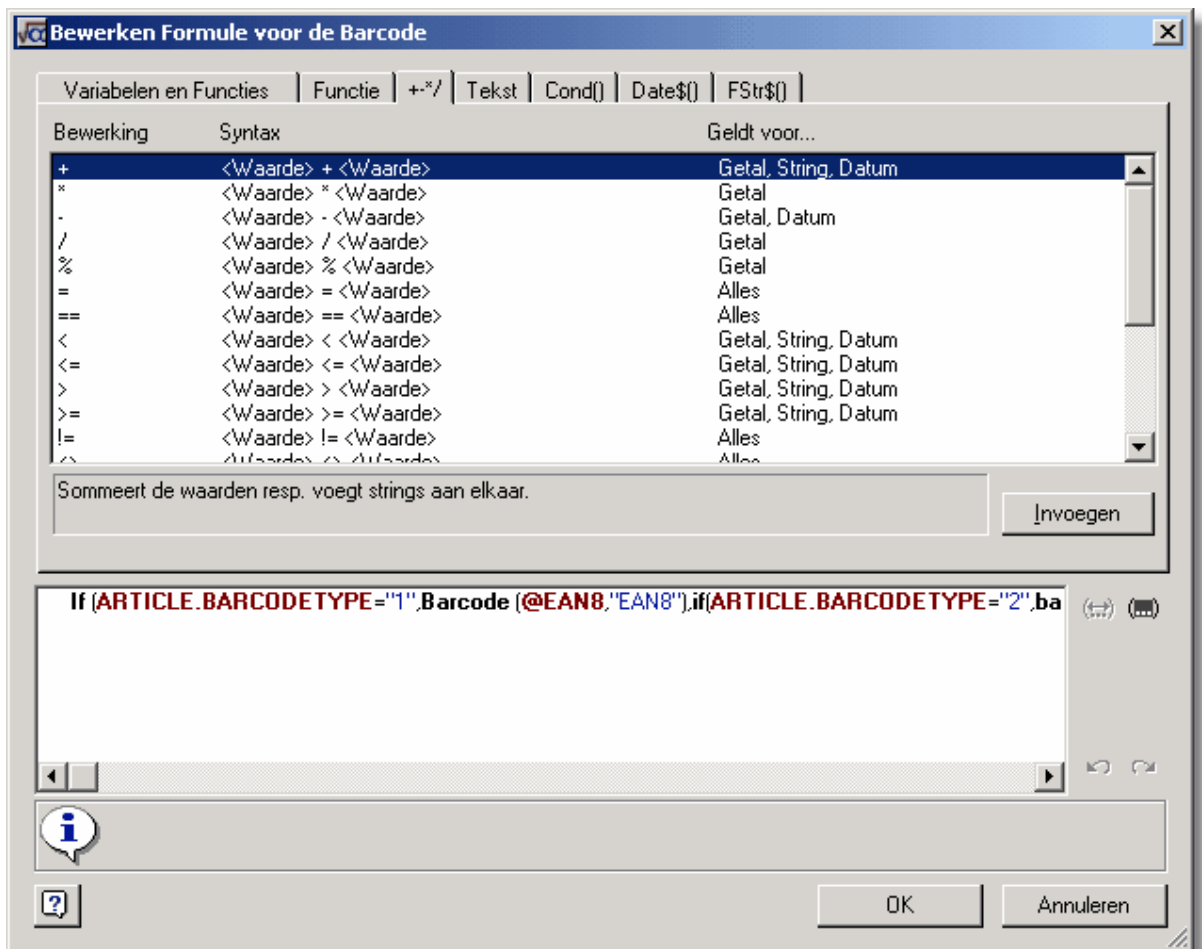 Bewerken Formule voor de Barcode
Variabelen en Functies Functie +-*/ Tekst Cond() Date$() FStr$()
Bewerking Syntax Geldt voor...
+ <Waarde> + <Waarde> Getal, String, Datum
* <Waarde> * <Waarde> Getal
- <Waarde> - <Waarde> Getal, Datum
/ <Waarde> / <Waarde> Getal
% <Waarde> % <Waarde> Getal
= <Waarde> = <Waarde> Alles
== <Waarde> == <Waarde> Alles
< <Waarde> < <Waarde> Getal, String, Datum
<= <Waarde> <= <Waarde> Getal, String, Datum
> <Waarde> > <Waarde> Getal, String, Datum
>= <Waarde> >= <Waarde> Getal, String, Datum
!= <Waarde> != <Waarde> Alles
<> <Waarde> <> <Waarde> Alles
Sommeert de waarden resp. voegt strings aan elkaar.
Invoegen
If (ARTICLE.BARCODETYPE="1",Barcode (@EAN8,"EAN8"),if(ARTICLE.BARCODETYPE="2",ba
OK Annuleren